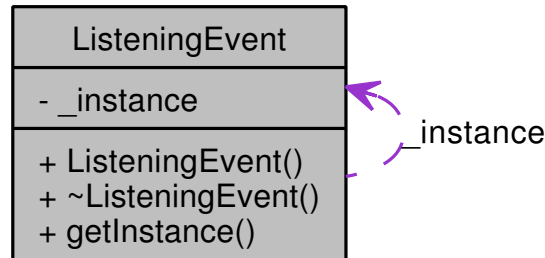 ListeningEvent
- _instance
+ ListeningEvent()
+ ~ListeningEvent()
+ getInstance()
_instance